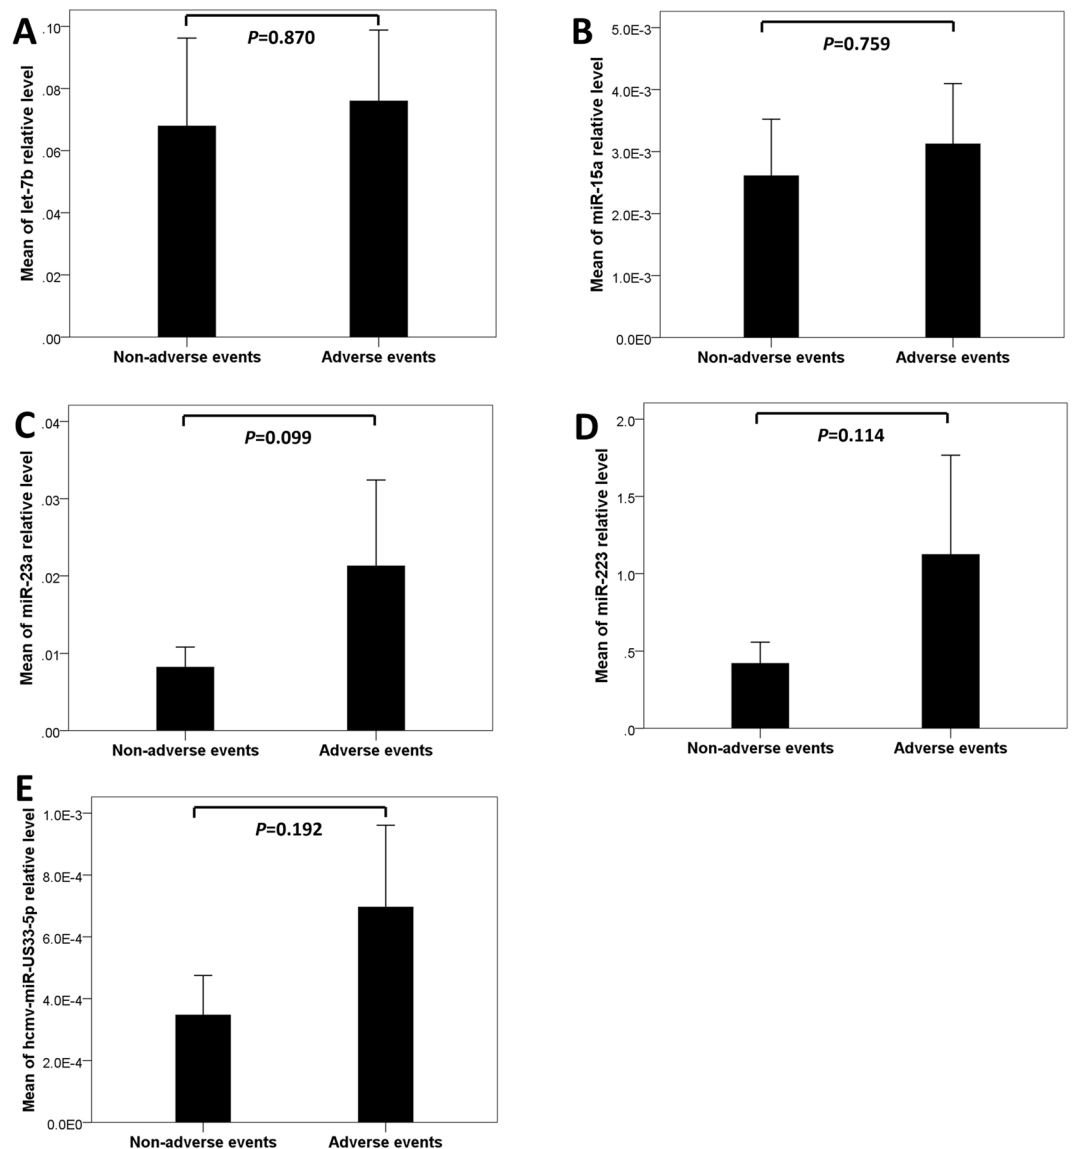 A
Mean of let-7b relative level
P=0.870
.10
.08
.06
.04
.02
.00
Non-adverse events
Adverse events
B
Mean of miR-15a relative level
P=0.759
5.0E-3
4.0E-3
3.0E-3
2.0E-3
1.0E-3
0.0E0
Non-adverse events
Adverse events
C
Mean of miR-23a relative level
P=0.099
.04
.03
.02
.01
.00
Non-adverse events
Adverse events
D
Mean of miR-223 relative level
P=0.114
2.0
1.5
1.0
.5
.0
Non-adverse events
Adverse events
E
Mean of hcmv-miR-US33-5p relative level
P=0.192
1.0E-3
8.0E-4
6.0E-4
4.0E-4
2.0E-4
0.0E0
Non-adverse events
Adverse events